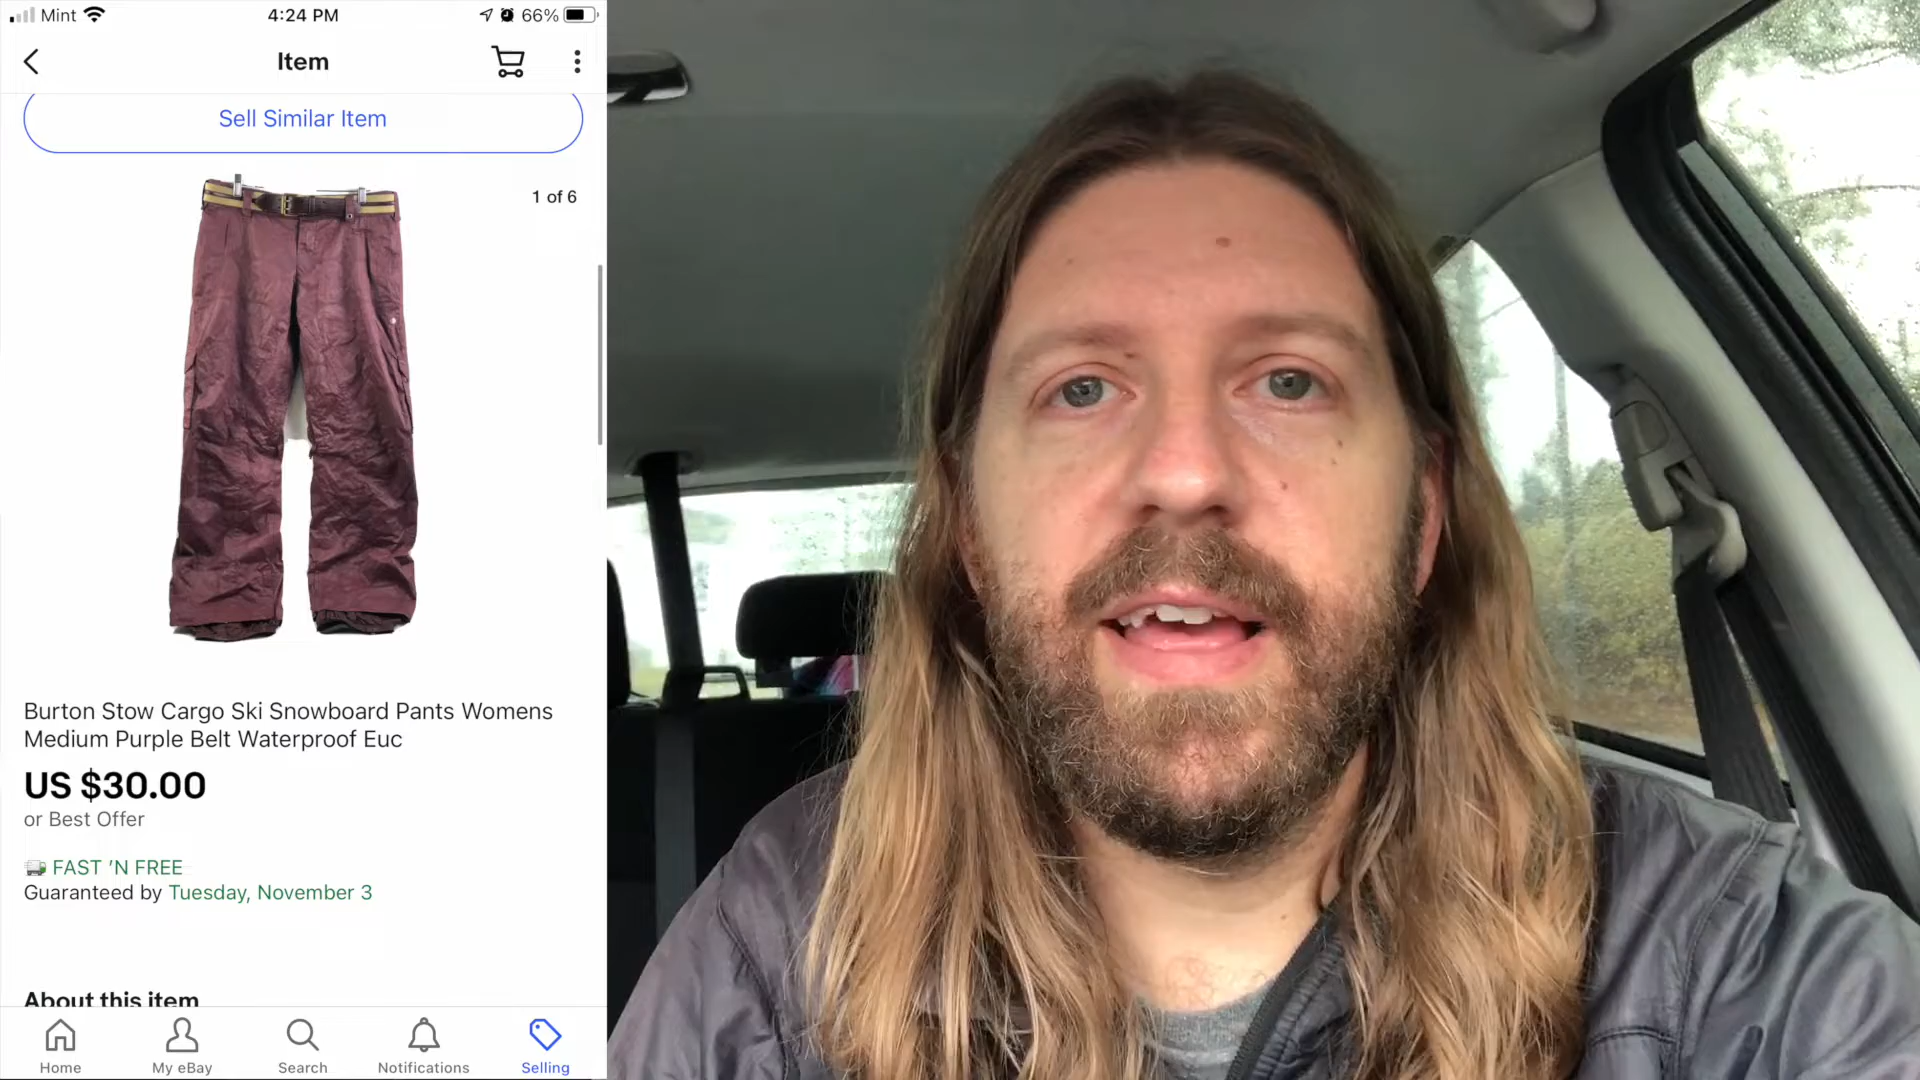 Mint 4:24 PM 66%
Item
Sell Similar Item
1 of 6
Burton Stow Cargo Ski Snowboard Pants Womens
Medium Purple Belt Waterproof Euc
US $30.00
or Best Offer
FAST 'N FREE
Guaranteed by Tuesday, November 3
About this item
Home My eBay Search Notifications Selling